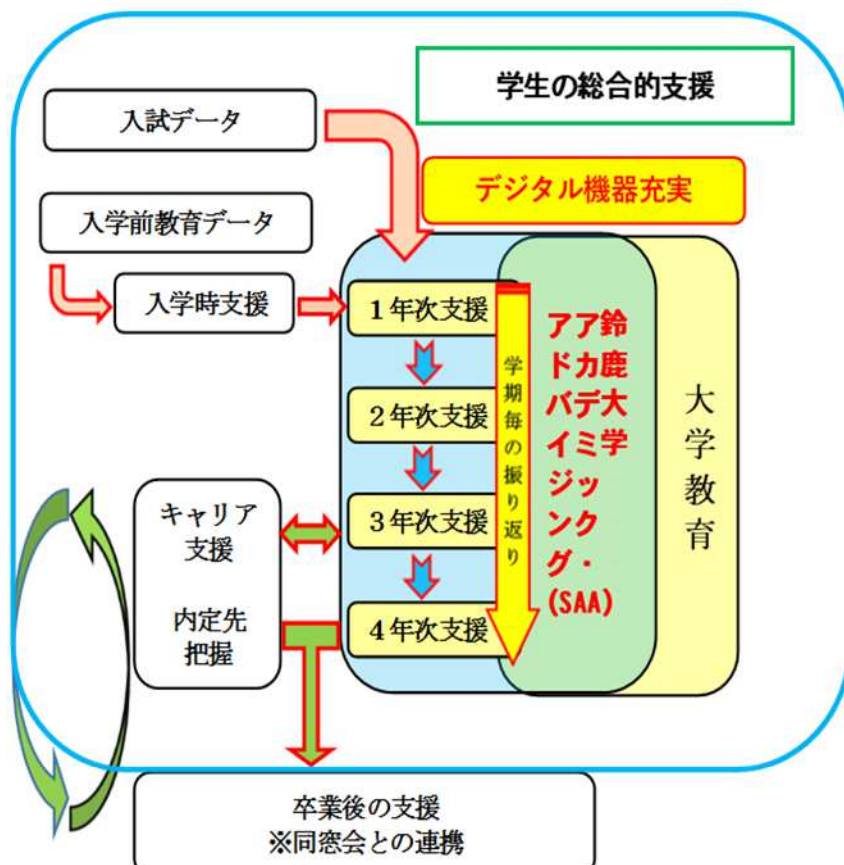 学生の総合的支援
入試データ
デジタル機器充実
入学前教育データ
入学時支援
1年次支援
2年次支援
3年次支援
4年次支援
学期毎の振り返り
鈴鹿大学
アカデミック・
アドバイジング
(SAA)
大学教育
キャリア
支援
内定先
把握
卒業後の支援
※同窓会との連携